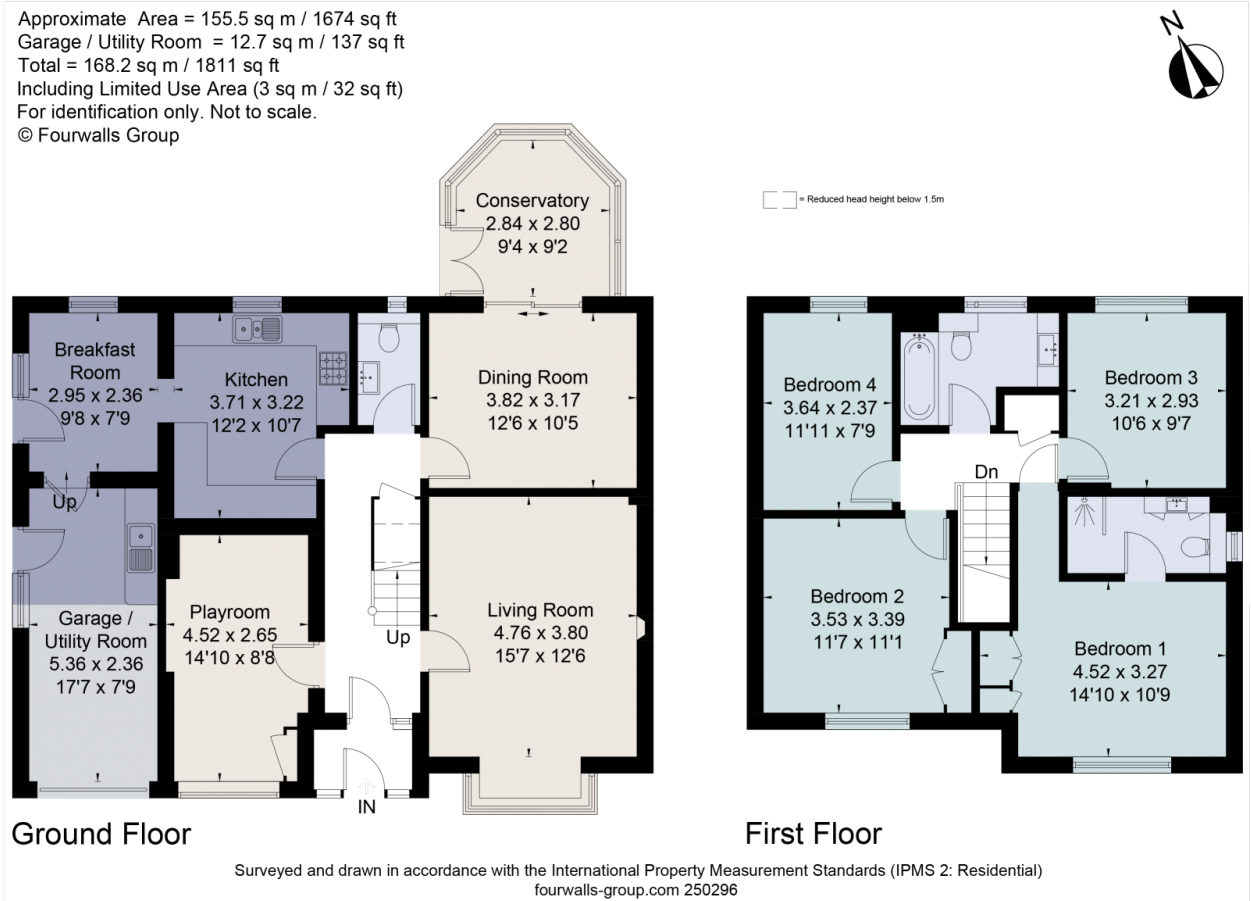 Approximate Area = 155.5 sq m / 1674 sq ft
Garage / Utility Room = 12.7 sq m / 137 sq ft
Total = 168.2 sq m / 1811 sq ft
Including Limited Use Area (3 sq m / 32 sq ft)
For identification only. Not to scale.
© Fourwalls Group
N
= Reduced head height below 1.5m
Conservatory
2.84 x 2.80
9'4 x 9'2
Breakfast
Room
2.95 x 2.36
9'8 x 7'9
Kitchen
3.71 x 3.22
12'2 x 10'7
Dining Room
3.82 x 3.17
12'6 x 10'5
Up
Garage /
Utility Room
5.36 x 2.36
17'7 x 7'9
Playroom
4.52 x 2.65
14'10 x 8'8
Up
Living Room
4.76 x 3.80
15'7 x 12'6
IN
Ground Floor
Bedroom 4
3.64 x 2.37
11'11 x 7'9
Bedroom 3
3.21 x 2.93
10'6 x 9'7
Dn
Bedroom 2
3.53 x 3.39
11'7 x 11'1
Bedroom 1
4.52 x 3.27
14'10 x 10'9
First Floor
Surveyed and drawn in accordance with the International Property Measurement Standards (IPMS 2: Residential)
fourwalls-group.com 250296